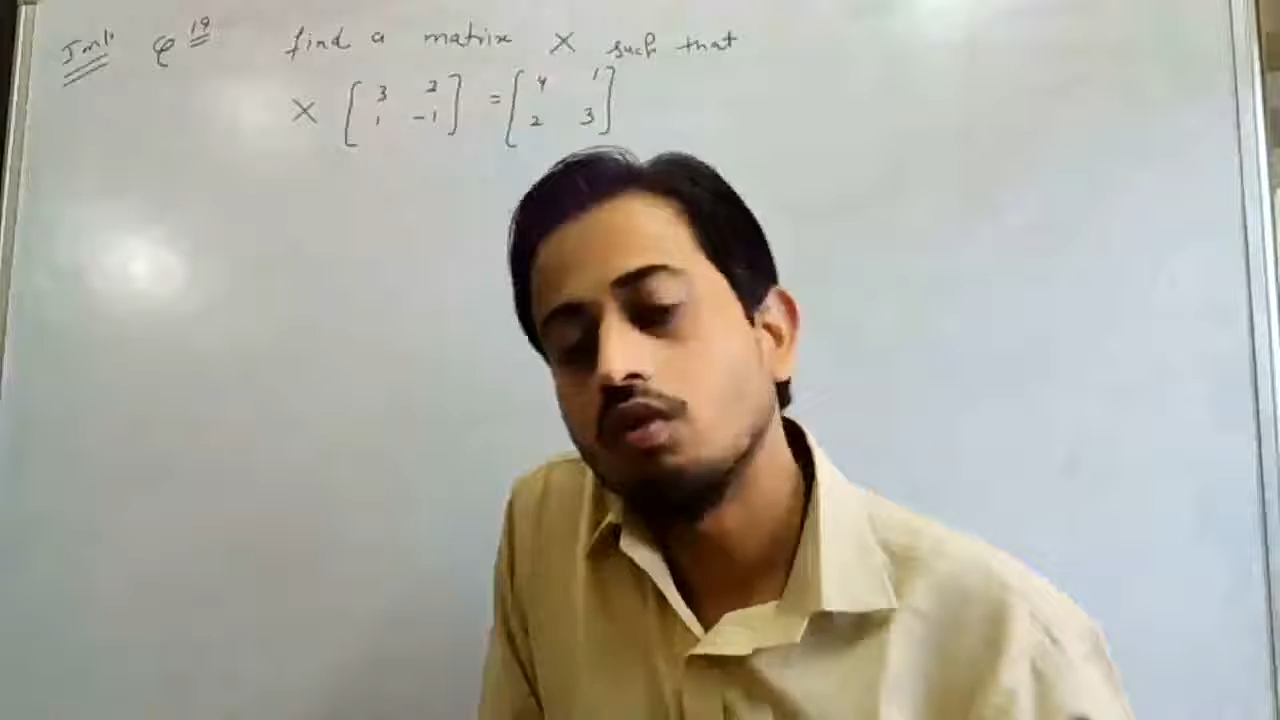 Imp Q 19 find a matrix X such that
X [3 2
1 -1] = [4 1
2 3]